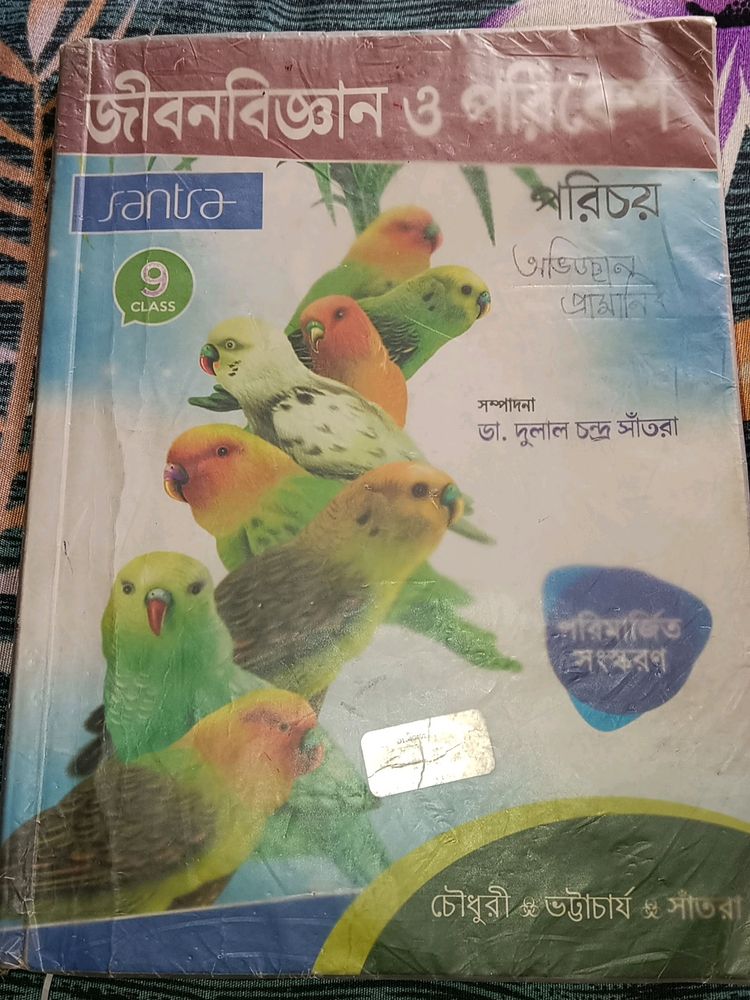 জীবনবিজ্ঞান ও পরিবেশ
santra
পরিচয়
অভিজ্ঞান
9
CLASS
সম্পাদনা
ডা. দুলাল চন্দ্র সাঁতরা
পরিমার্জিত
সংস্করণ
চৌধুরী ভট্টাচার্য সাঁতরা